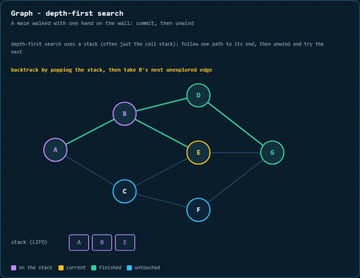 Graph - depth-first search
A maze walked with one hand on the wall: commit, then unwind
depth-first search uses a stack (often just the call stack): follow one path to its end, then unwind and try the
next
backtrack by popping the stack, then take B's next unexplored edge
D
B
A
E
G
C
F
stack (LIFO)
A B E
on the stack current finished untouched